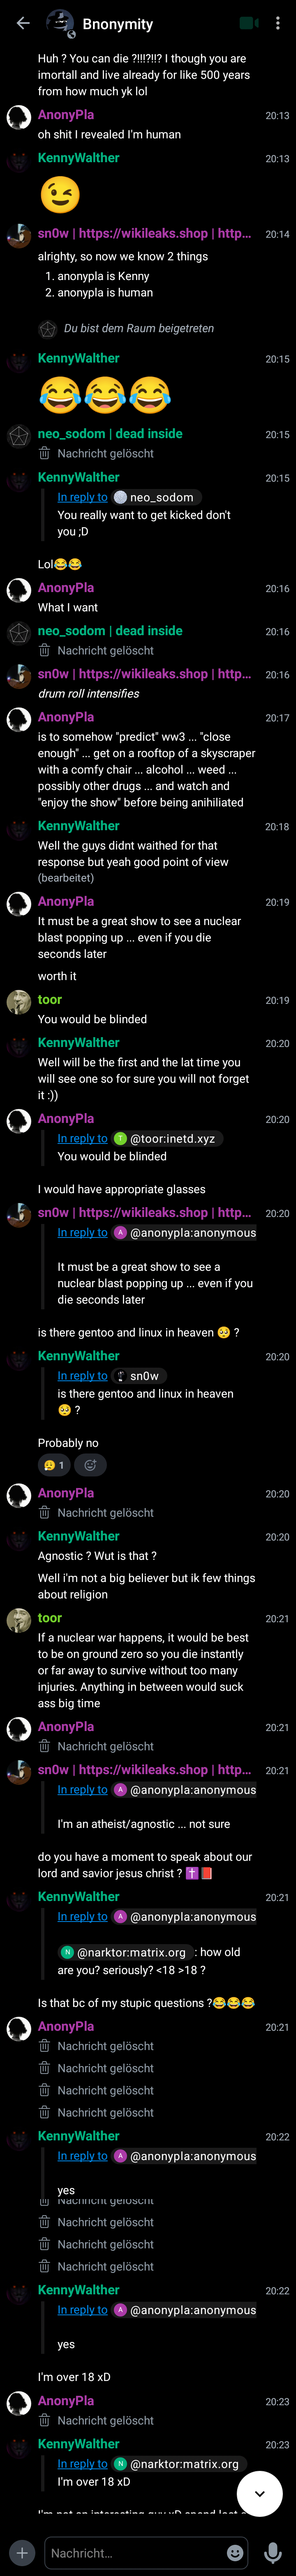 Bnonymity
Huh ? You can die ?!!!?!!? I though you are
imortall and live already for like 500 years
from how much yk lol
AnonyPla 20:13
oh shit I revealed I'm human
KennyWalther 20:13
😉
sn0w | https://wikileaks.shop | http... 20:14
alrighty, so now we know 2 things
1. anonypla is Kenny
2. anonypla is human
Du bist dem Raum beigetreten
KennyWalther 20:15
😂😂😂
neo_sodom | dead inside 20:15
Nachricht gelöscht
KennyWalther 20:15
In reply to neo_sodom
You really want to get kicked don't
you ;D
Lol😂😂
AnonyPla 20:16
What I want
neo_sodom | dead inside 20:16
Nachricht gelöscht
sn0w | https://wikileaks.shop | http... 20:16
drum roll intensifies
AnonyPla 20:17
is to somehow "predict" ww3 ... "close
enough" ... get on a rooftop of a skyscraper
with a comfy chair ... alcohol ... weed ...
possibly other drugs ... and watch and
"enjoy the show" before being anihiliated
KennyWalther 20:18
Well the guys didnt waithed for that
response but yeah good point of view
(bearbeitet)
AnonyPla 20:19
It must be a great show to see a nuclear
blast popping up ... even if you die
seconds later
worth it
toor 20:19
You would be blinded
KennyWalther 20:20
Well will be the first and the lat time you
will see one so for sure you will not forget
it :))
AnonyPla 20:20
In reply to T @toor:inetd.xyz
You would be blinded
I would have appropriate glasses
sn0w | https://wikileaks.shop | http... 20:20
In reply to A @anonypla:anonymous
It must be a great show to see a
nuclear blast popping up ... even if you
die seconds later
is there gentoo and linux in heaven 🥺 ?
KennyWalther 20:20
In reply to sn0w
is there gentoo and linux in heaven
🥺 ?
Probably no
1
AnonyPla 20:20
Nachricht gelöscht
KennyWalther 20:20
Agnostic ? Wut is that ?
Well i'm not a big believer but ik few things
about religion
toor 20:21
If a nuclear war happens, it would be best
to be on ground zero so you die instantly
or far away to survive without too many
injuries. Anything in between would suck
ass big time
AnonyPla 20:21
Nachricht gelöscht
sn0w | https://wikileaks.shop | http... 20:21
In reply to A @anonypla:anonymous
I'm an atheist/agnostic ... not sure
do you have a moment to speak about our
lord and savior jesus christ ? ✝️📕
KennyWalther 20:21
In reply to A @anonypla:anonymous
N @narktor:matrix.org : how old
are you? seriously? <18 >18 ?
Is that bc of my stupic questions ?😂😂😂
AnonyPla 20:21
Nachricht gelöscht
Nachricht gelöscht
Nachricht gelöscht
Nachricht gelöscht
KennyWalther 20:22
In reply to A @anonypla:anonymous
yes
Nachricht gelöscht
Nachricht gelöscht
Nachricht gelöscht
Nachricht gelöscht
KennyWalther 20:22
In reply to A @anonypla:anonymous
yes
I'm over 18 xD
AnonyPla 20:23
Nachricht gelöscht
KennyWalther 20:23
In reply to N @narktor:matrix.org
I'm over 18 xD
I'm not an interesting guy xD spend
Nachricht...